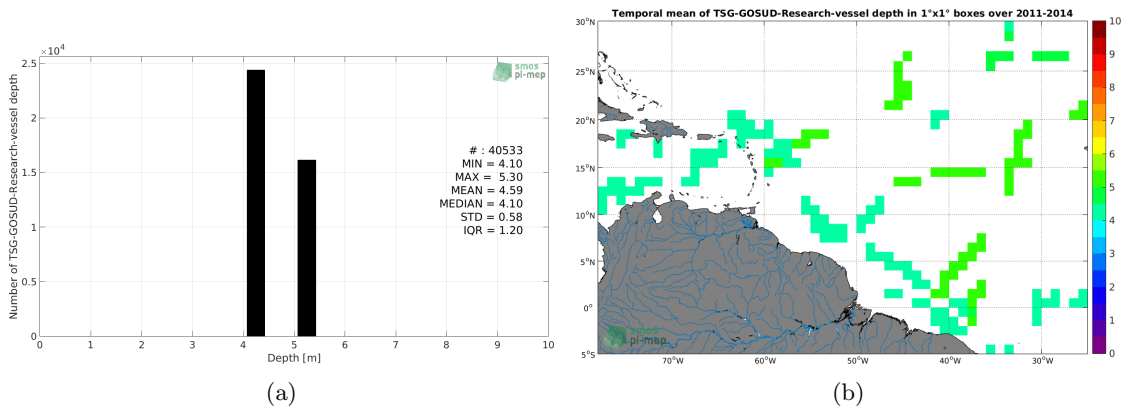 ×10⁴
Number of TSG-GOSUD-Research-vessel depth
2.5
2
1.5
1
0.5
0
0 1 2 3 4 5 6 7 8 9 10
Depth [m]
smos
pi-mep
# : 40533
MIN = 4.10
MAX = 5.30
MEAN = 4.59
MEDIAN = 4.10
STD = 0.58
IQR = 1.20
(a)
Temporal mean of TSG-GOSUD-Research-vessel depth in 1°x1° boxes over 2011-2014
30°N
25°N
20°N
15°N
10°N
5°N
0°
5°S
70°W 60°W 50°W 40°W 30°W
smos
pi-mep
10
9
8
7
6
5
4
3
2
1
0
(b)